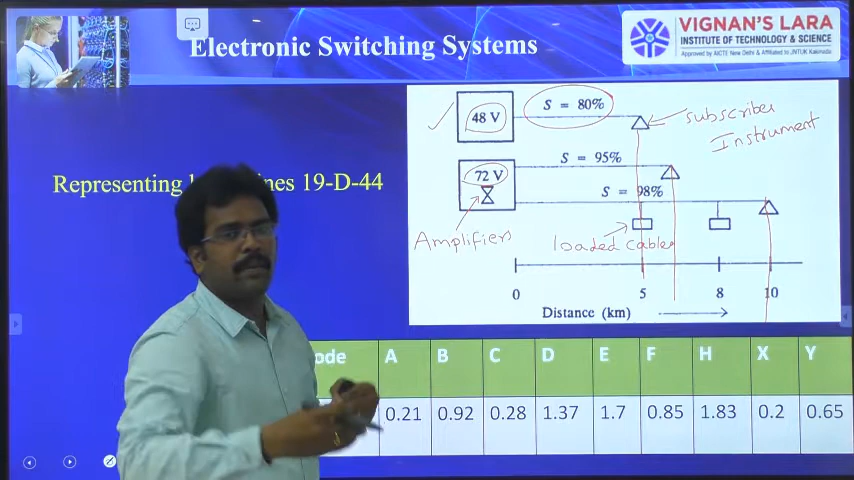 Electronic Switching Systems
VIGNAN'S LARA
INSTITUTE OF TECHNOLOGY & SCIENCE
Approved by AICTE New Delhi & Affiliated to JNTUK Kakinada
48 V
S = 80%
subscriber
Instrument
72 V
S = 95%
S = 98%
Amplifiers
loaded cables
0 5 8 10
Distance (km)
Representing
19-D-44
A B C D E F H X Y
0.21 0.92 0.28 1.37 1.7 0.85 1.83 0.2 0.65